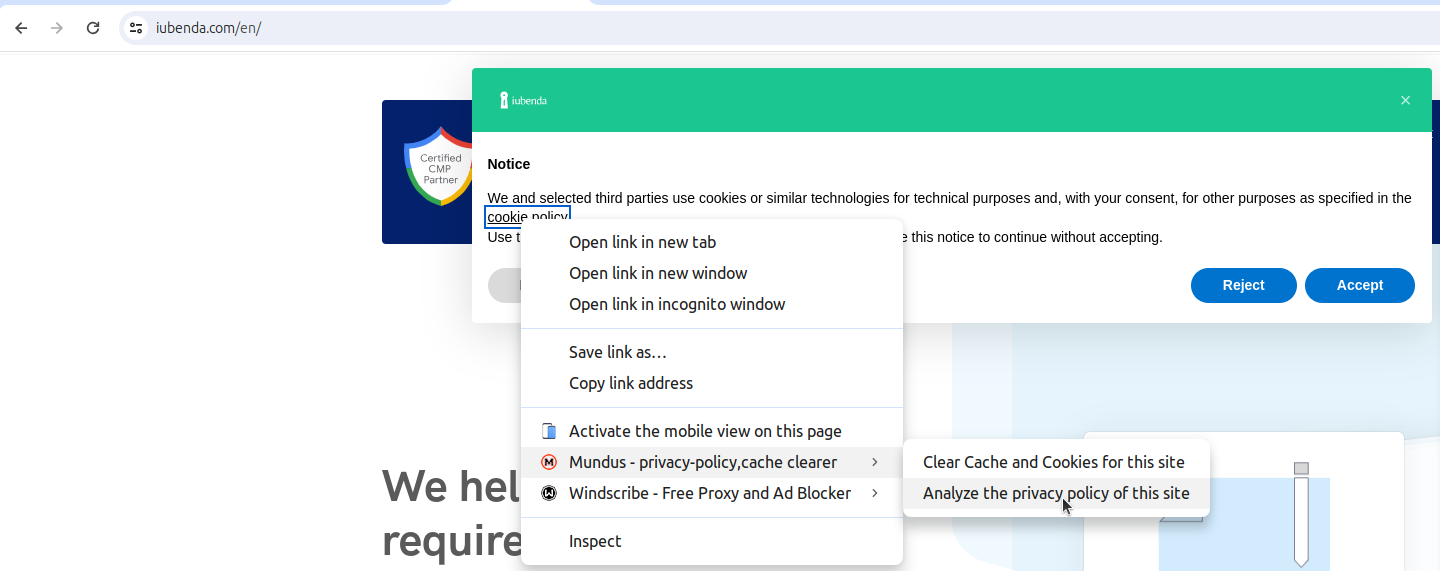 iubenda.com/en/
iubenda
×
Certified
CMP
Partner
Notice
We and selected third parties use cookies or similar technologies for technical purposes and, with your consent, for other purposes as specified in the
cookie policy.
Use
this notice to continue without accepting.
Reject
Accept
Open link in new tab
Open link in new window
Open link in incognito window
Save link as…
Copy link address
Activate the mobile view on this page
Mundus - privacy-policy,cache clearer
Windscribe - Free Proxy and Ad Blocker
Inspect
Clear Cache and Cookies for this site
Analyze the privacy policy of this site
We hel
require